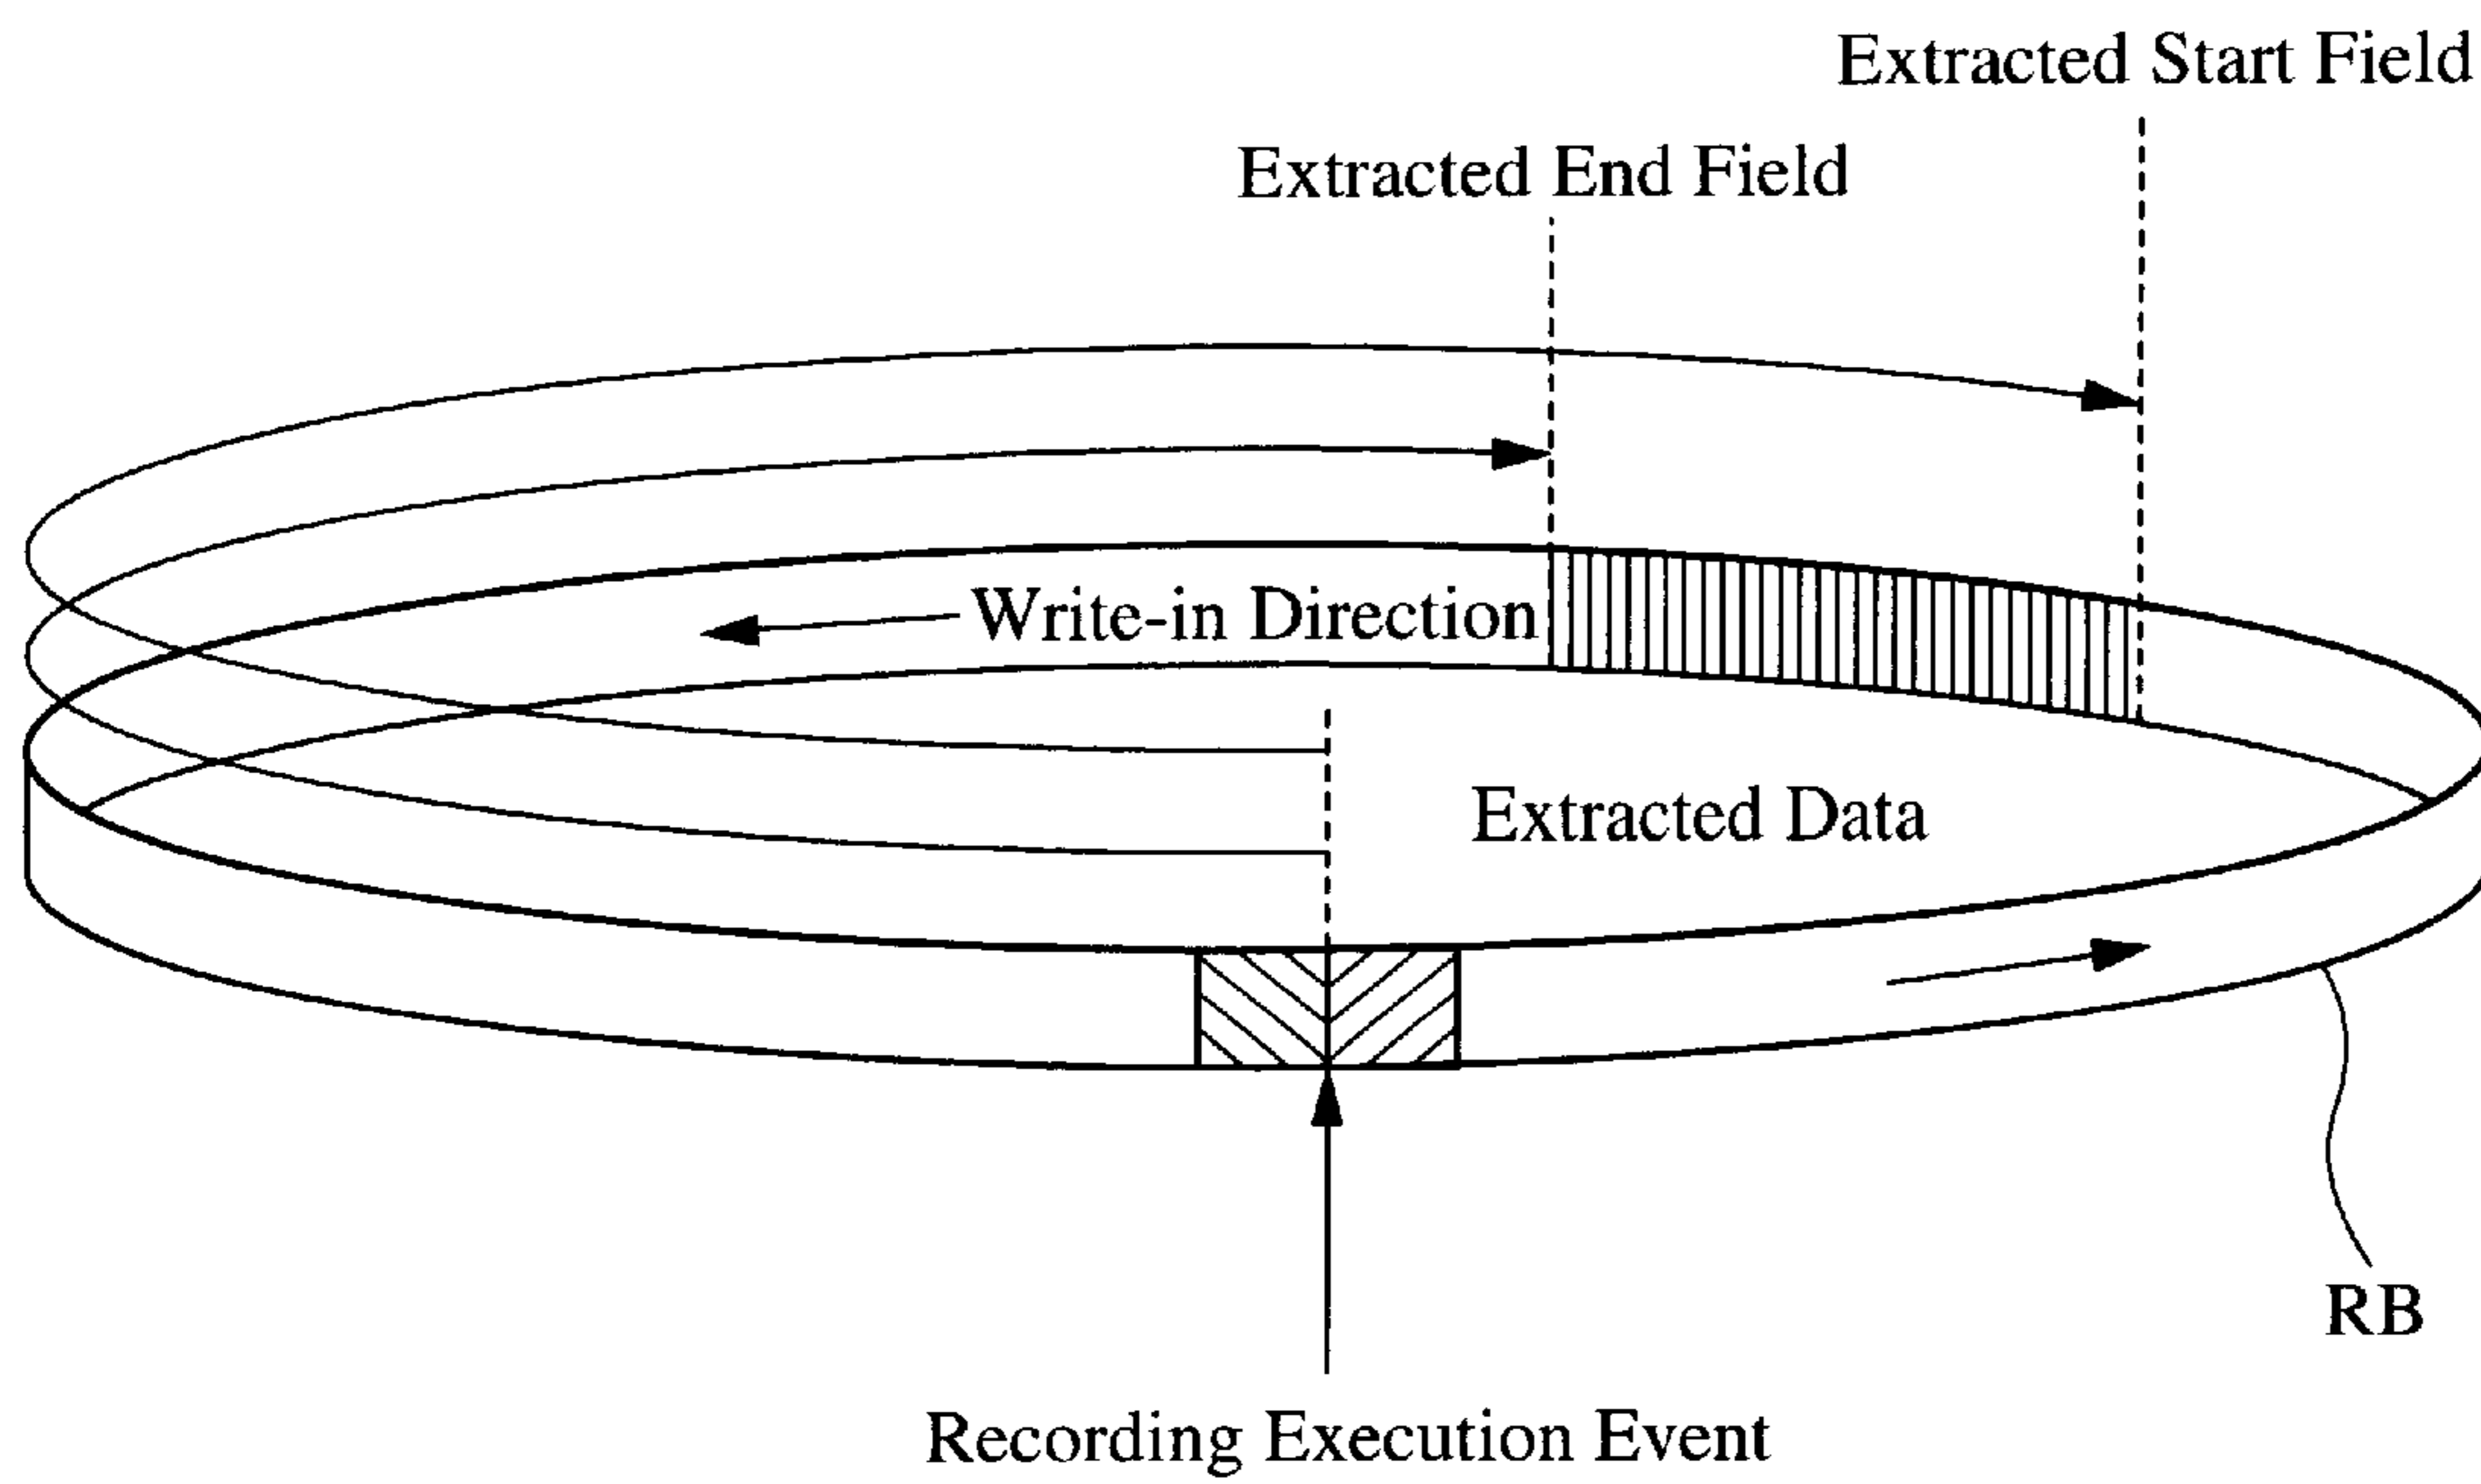 Extracted Start Field
Extracted End Field
Write-in Direction
Extracted Data
RB
Recording Execution Event